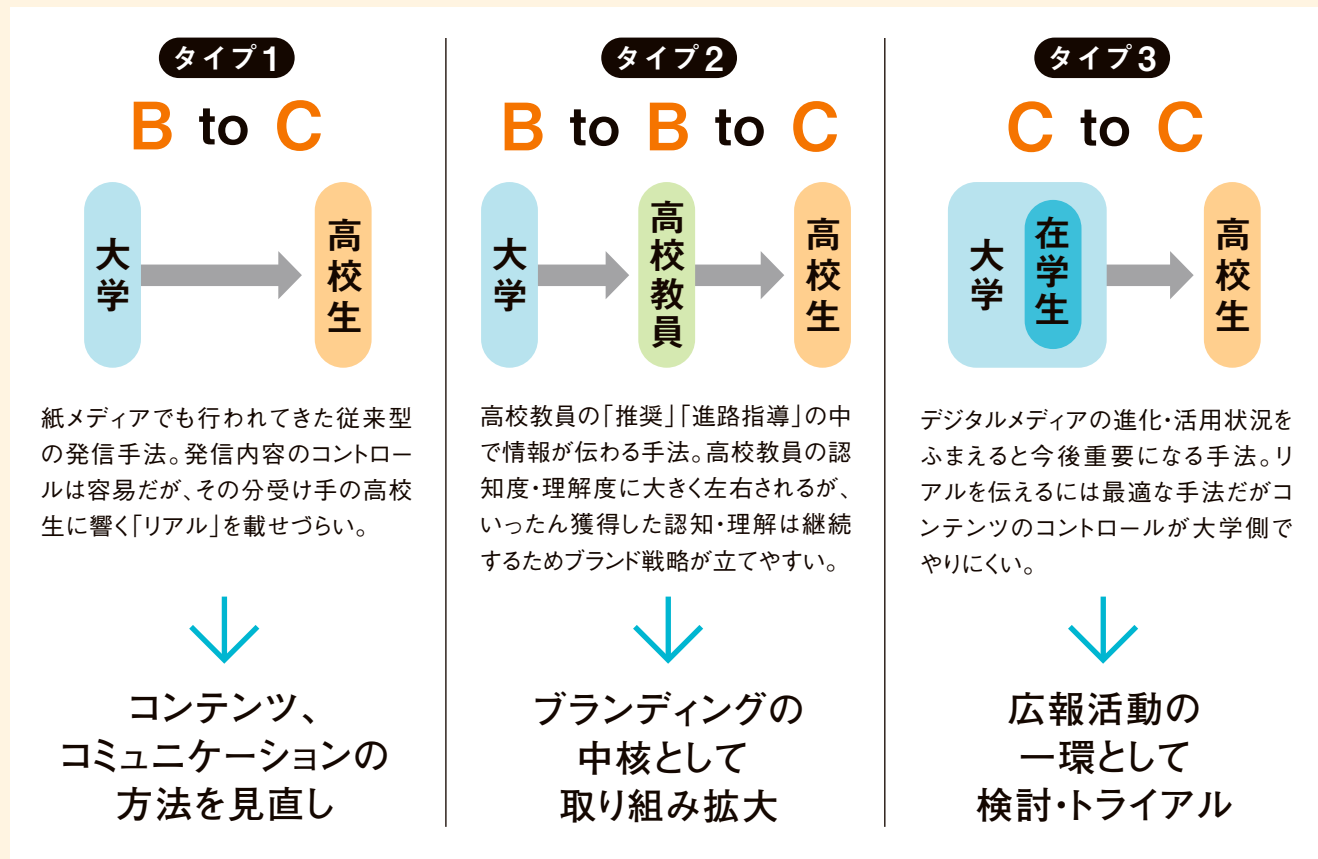 タイプ1
B to C
大学
高校生
紙メディアでも行われてきた従来型
の発信手法。発信内容のコントロー
ルは容易だが、その分受け手の高校
生に響く「リアル」を載せづらい。
コンテンツ、
コミュニケーションの
方法を見直し
タイプ2
B to B to C
大学
高校教員
高校生
高校教員の「推奨」「進路指導」の中
で情報が伝わる手法。高校教員の認
知度・理解度に大きく左右されるが、
いったん獲得した認知・理解は継続
するためブランド戦略が立てやすい。
ブランディングの
中核として
取り組み拡大
タイプ3
C to C
大学
在学生
高校生
デジタルメディアの進化・活用状況を
ふまえると今後重要になる手法。リ
アルを伝えるには最適な手法だがコ
ンテンツのコントロールが大学側で
やりにくい。
広報活動の
一環として
検討・トライアル